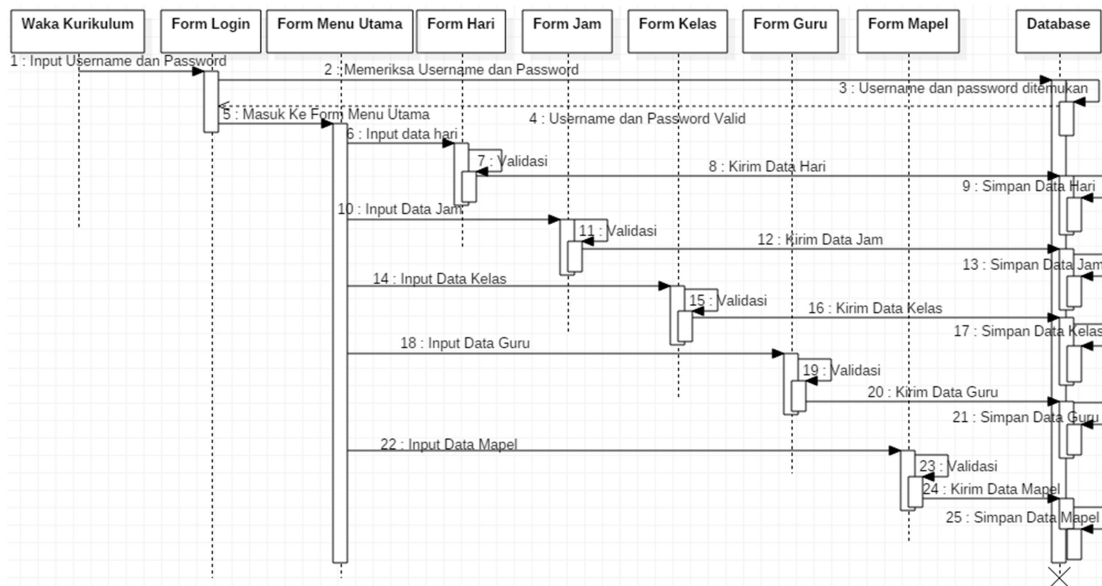 Waka Kurikulum
Form Login
Form Menu Utama
Form Hari
Form Jam
Form Kelas
Form Guru
Form Mapel
Database
1 : Input Username dan Password
2 : Memeriksa Username dan Password
3 : Username dan password ditemukan
4 : Username dan Password Valid
5 : Masuk Ke Form Menu Utama
6 : Input data hari
7 : Validasi
8 : Kirim Data Hari
9 : Simpan Data Hari
10 : Input Data Jam
11 : Validasi
12 : Kirim Data Jam
13 : Simpan Data Jam
14 : Input Data Kelas
15 : Validasi
16 : Kirim Data Kelas
17 : Simpan Data Kelas
18 : Input Data Guru
19 : Validasi
20 : Kirim Data Guru
21 : Simpan Data Guru
22 : Input Data Mapel
23 : Validasi
24 : Kirim Data Mapel
25 : Simpan Data Mapel